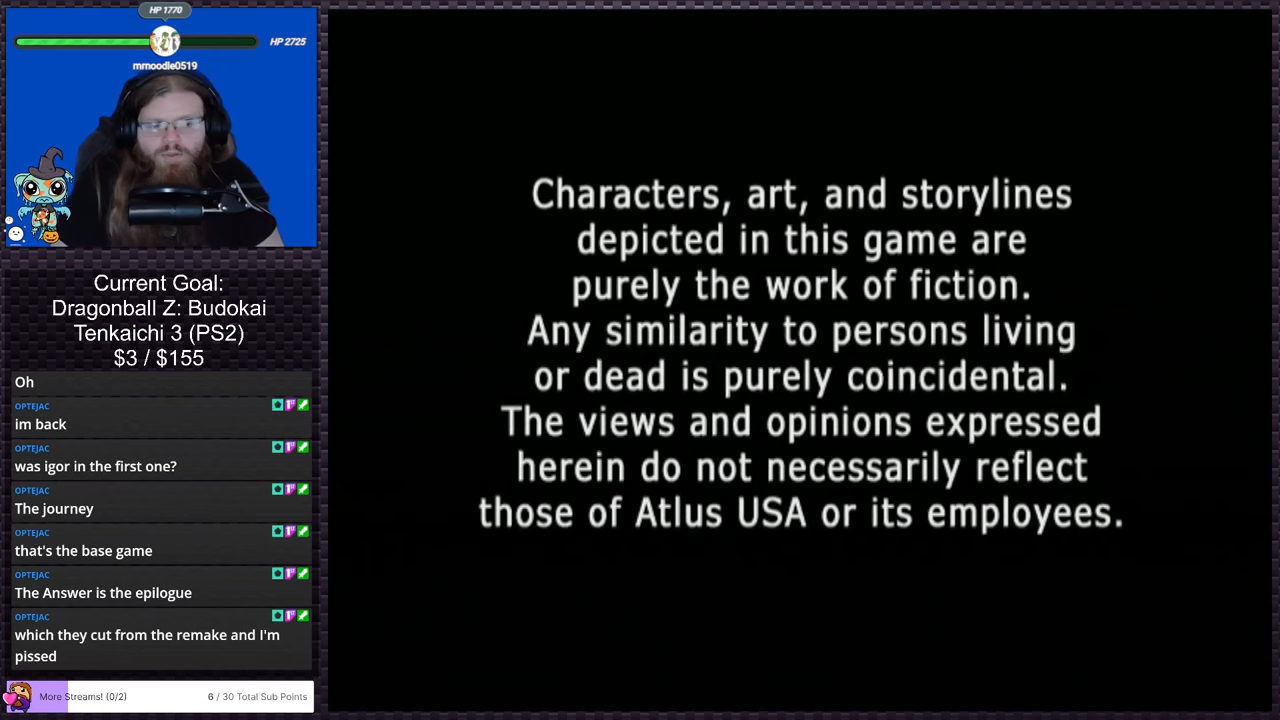 HP 1770
HP 2725
mmoodle0519
Current Goal:
Dragonball Z: Budokai
Tenkaichi 3 (PS2)
$3 / $155
Oh
OPTEJAC
im back
OPTEJAC
was igor in the first one?
OPTEJAC
The journey
OPTEJAC
that's the base game
OPTEJAC
The Answer is the epilogue
OPTEJAC
which they cut from the remake and I'm
pissed
More Streams! (0/2)
6 / 30 Total Sub Points
Characters, art, and storylines
depicted in this game are
purely the work of fiction.
Any similarity to persons living
or dead is purely coincidental.
The views and opinions expressed
herein do not necessarily reflect
those of Atlus USA or its employees.